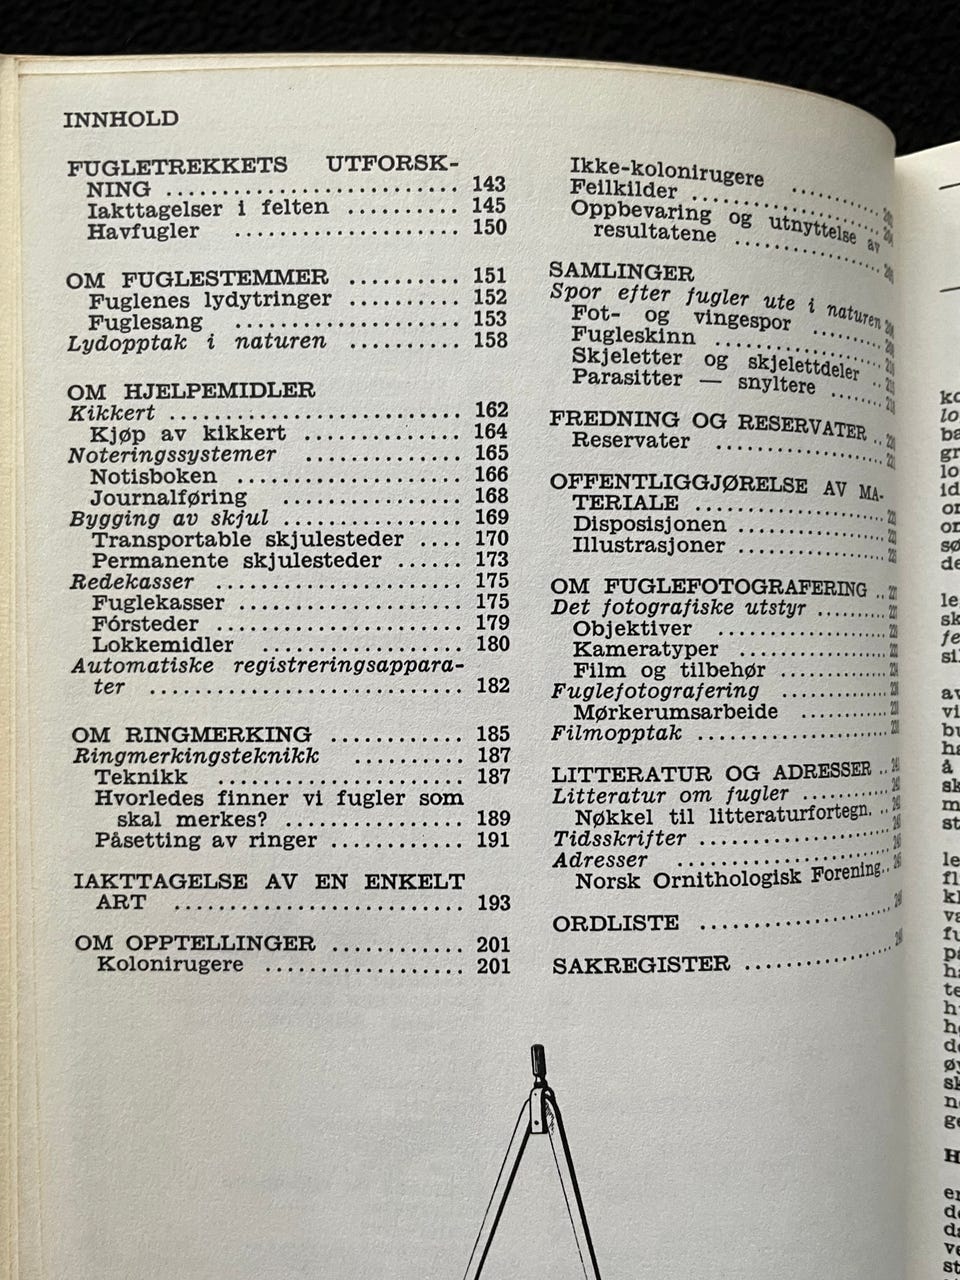 INNHOLD
FUGLETREKKETS UTFORSK-
NING .......................... 143
Iakttagelser i felten .......... 145
Havfugler .................... 150
OM FUGLESTEMMER .......... 151
Fuglenes lydytringer .......... 152
Fuglesang .................... 153
Lydopptak i naturen .......... 158
OM HJELPEMIDLER
Kikkert .......................... 162
Kjøp av kikkert .............. 164
Noteringssystemer .............. 165
Notisboken .................... 166
Journalføring ................ 168
Bygging av skjul ................ 169
Transportable skjulesteder .... 170
Permanente skjulesteder ...... 173
Redekasser ...................... 175
Fuglekasser .................... 175
Fórsteder ...................... 179
Lokkemidler .................. 180
Automatiske registreringsappara-
ter ............................ 182
OM RINGMERKING ............ 185
Ringmerkingsteknikk .......... 187
Teknikk ...................... 187
Hvorledes finner vi fugler som
skal merkes? ................ 189
Påsetting av ringer ............ 191
IAKTTAGELSE AV EN ENKELT
ART .......................... 193
OM OPPTELLINGER ............ 201
Kolonirugere .................. 201
Ikke-kolonirugere ..........
Feilkilder ....................
Oppbevaring og utnyttelse av
resultatene ................
SAMLINGER
Spor efter fugler ute i naturen
Fot- og vingespor ..........
Fugleskinn ..................
Skjeletter og skjelettdeler ..
Parasitter — snyltere ........
FREDNING OG RESERVATER ..
Reservater ..................
OFFENTLIGGJØRELSE AV MA-
TERIALE ......................
Disposisjonen ................
Illustrasjoner ................
OM FUGLEFOTOGRAFERING ..
Det fotografiske utstyr ..........
Objektiver ..................
Kameratyper ................
Film og tilbehør ............
Fuglefotografering ............
Mørkerumsarbeide ............
Filmopptak ....................
LITTERATUR OG ADRESSER ..
Litteratur om fugler ............
Nøkkel til litteraturfortegn. ..
Tidsskrifter ....................
Adresser ......................
Norsk Ornithologisk Forening..
ORDLISTE ....................
SAKREGISTER ................